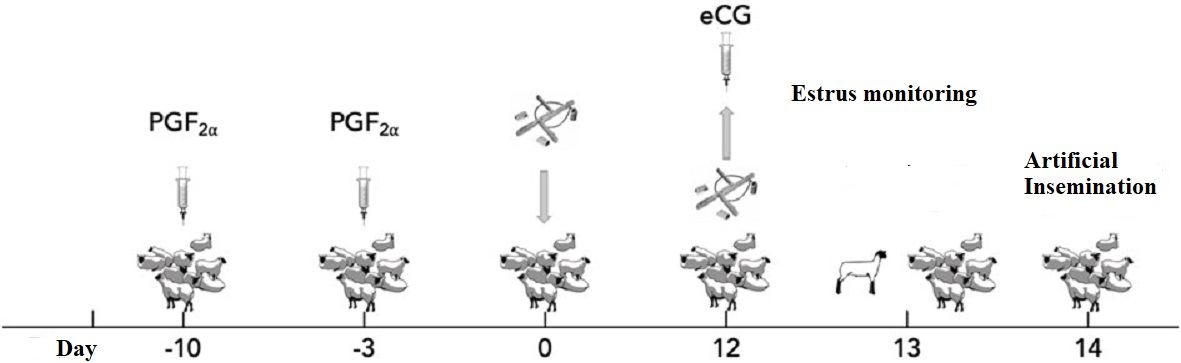 eCG
Estrus monitoring
PGF2α
PGF2α
Artificial
Insemination
Day
-10
-3
0
12
13
14